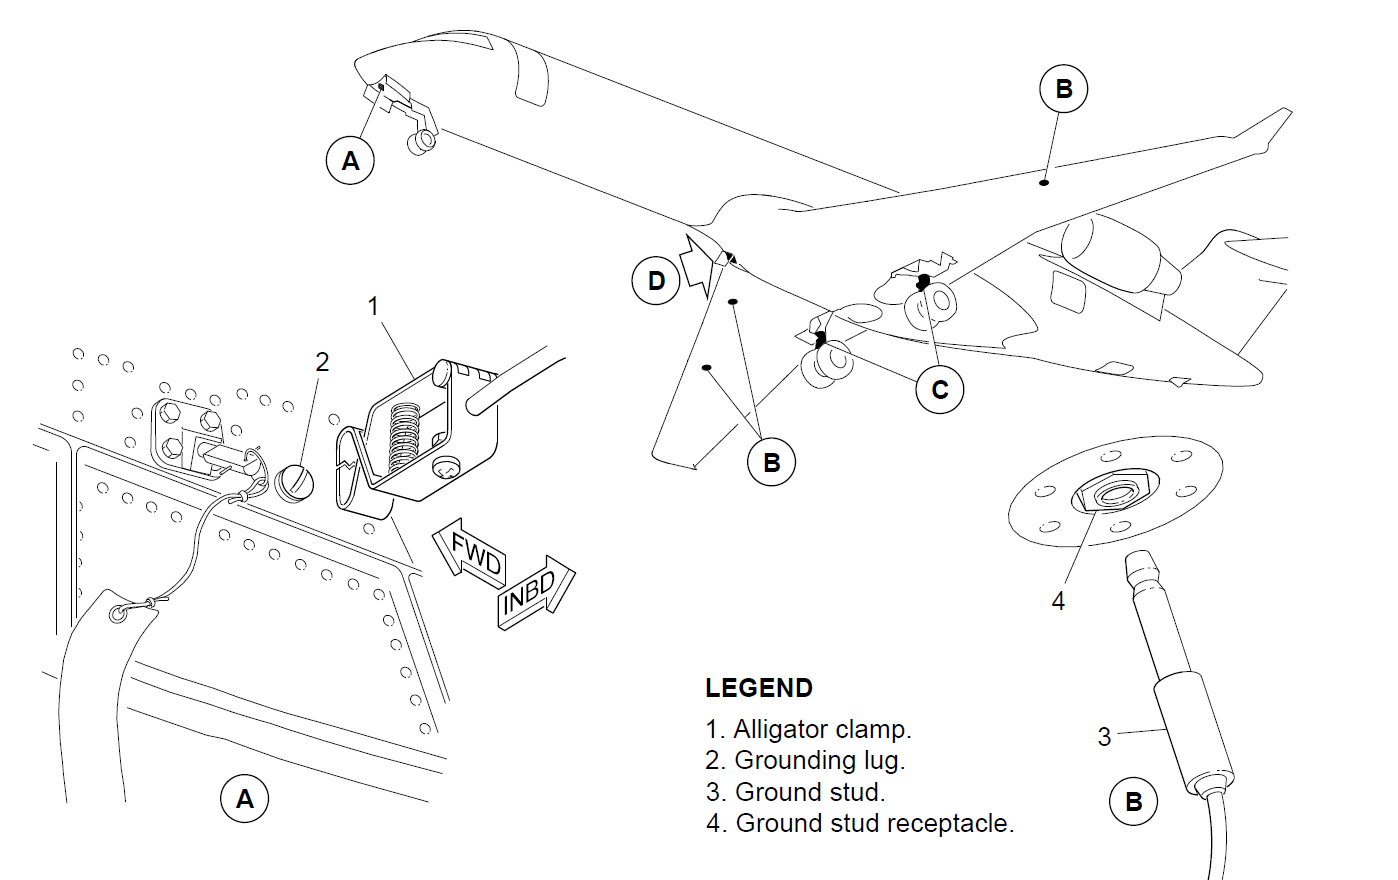 B
A
D
1
2
C
B
FWD
INBD
4
LEGEND
1. Alligator clamp.
2. Grounding lug.
3. Ground stud.
4. Ground stud receptacle.
3
A
B